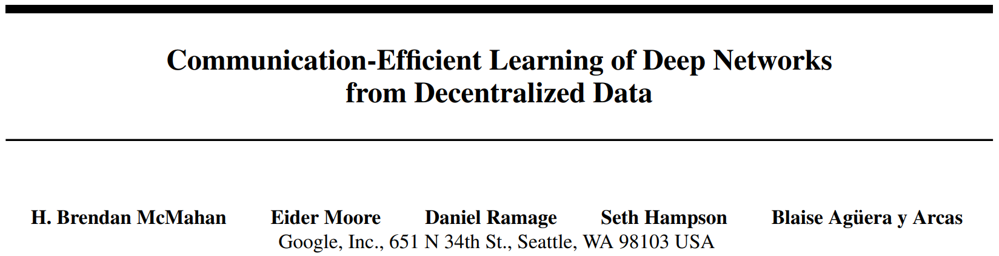 Communication-Efficient Learning of Deep Networks
from Decentralized Data
H. Brendan McMahan Eider Moore Daniel Ramage Seth Hampson Blaise Agüera y Arcas
Google, Inc., 651 N 34th St., Seattle, WA 98103 USA